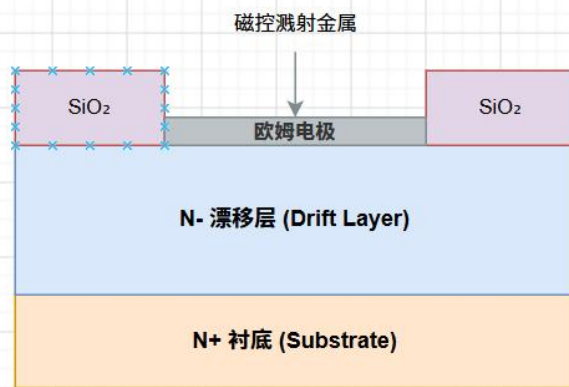 磁控溅射金属
SiO₂
SiO₂
欧姆电极
N- 漂移层 (Drift Layer)
N+ 衬底 (Substrate)